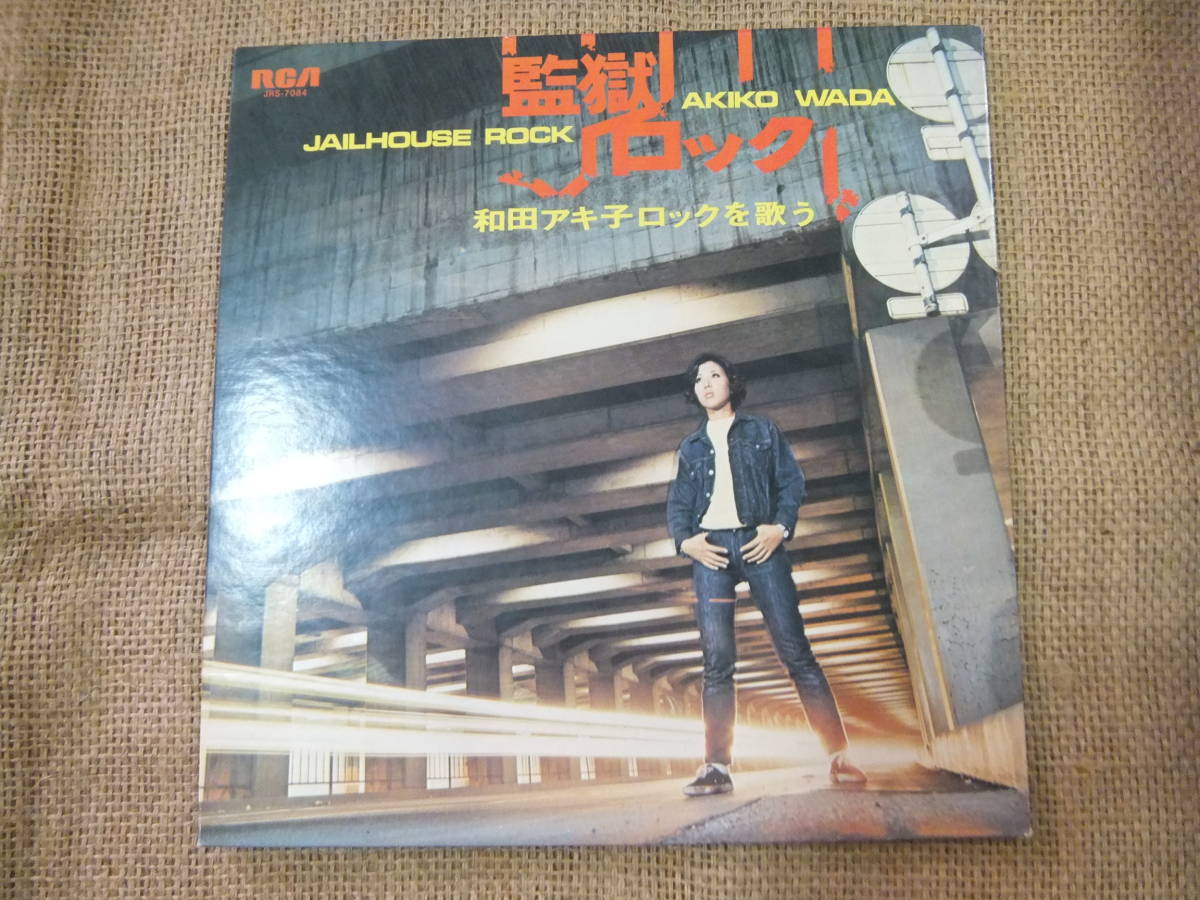 RCA
JRS-7084
監獄
AKIKO WADA
JAILHOUSE ROCK
ロック
和田アキ子ロックを歌う